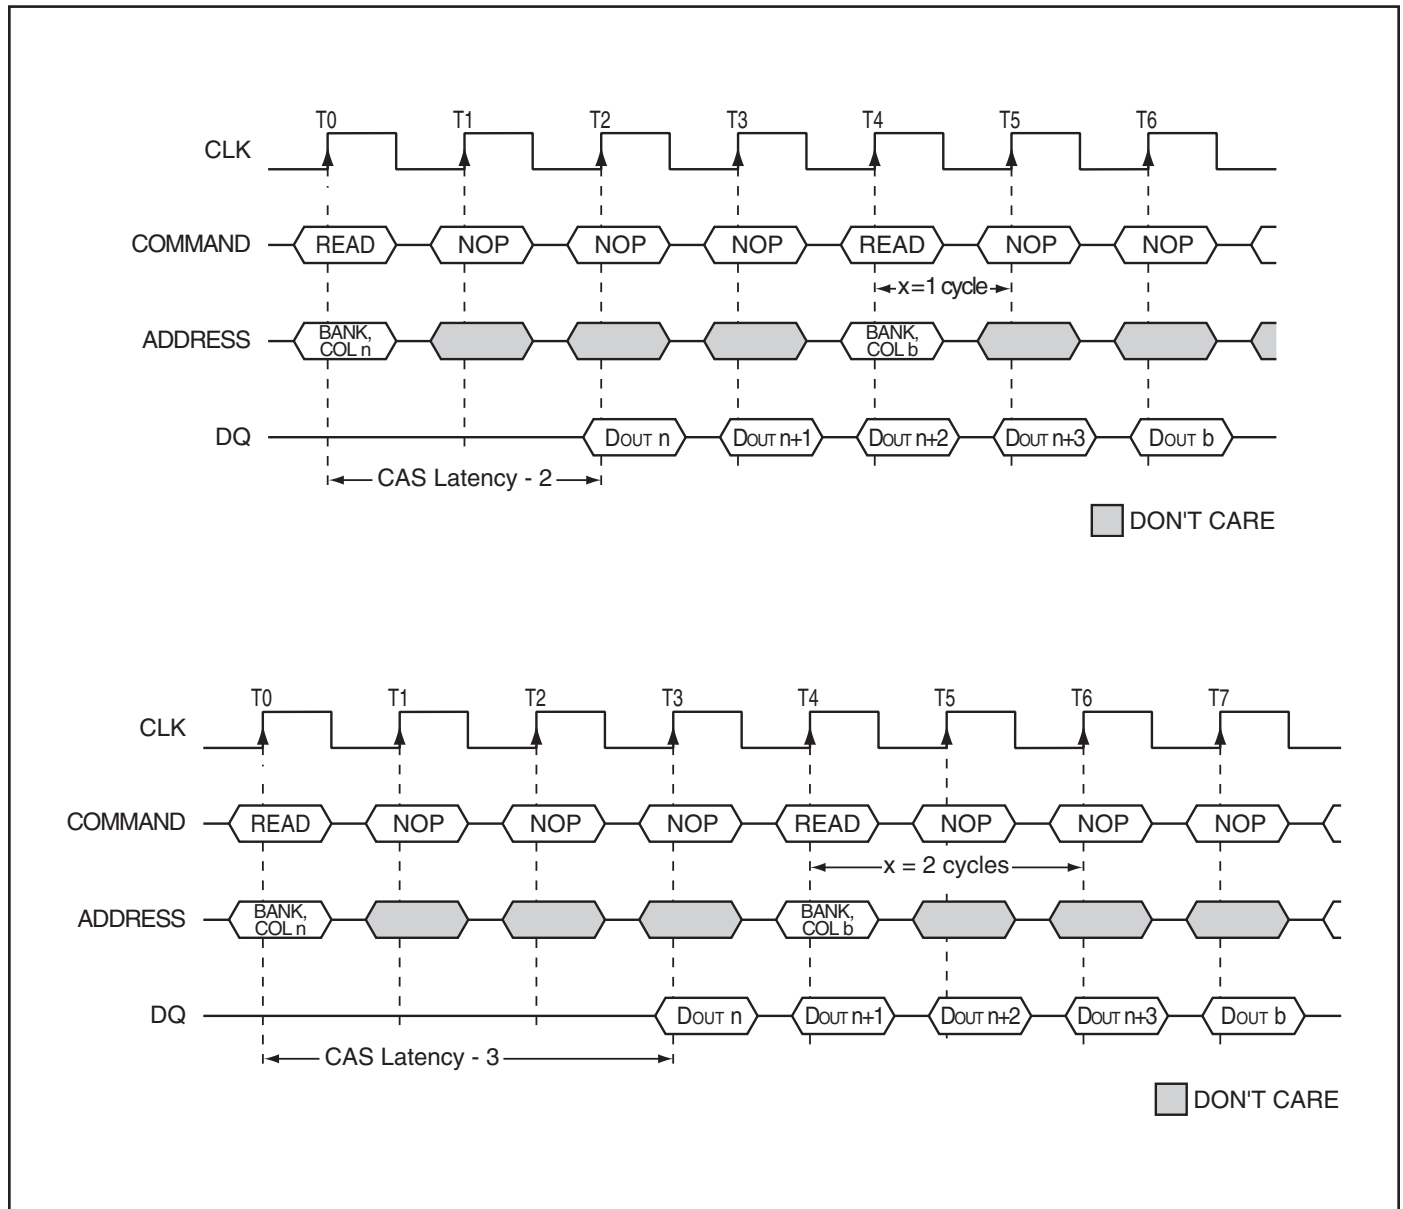 T0 T1 T2 T3 T4 T5 T6
CLK
COMMAND READ NOP NOP NOP READ NOP NOP
x=1 cycle
ADDRESS BANK, COL n BANK, COL b
DQ DOUT n DOUT n+1 DOUT n+2 DOUT n+3 DOUT b
CAS Latency - 2
DON'T CARE
T0 T1 T2 T3 T4 T5 T6 T7
CLK
COMMAND READ NOP NOP NOP READ NOP NOP NOP
x = 2 cycles
ADDRESS BANK, COL n BANK, COL b
DQ DOUT n DOUT n+1 DOUT n+2 DOUT n+3 DOUT b
CAS Latency - 3
DON'T CARE